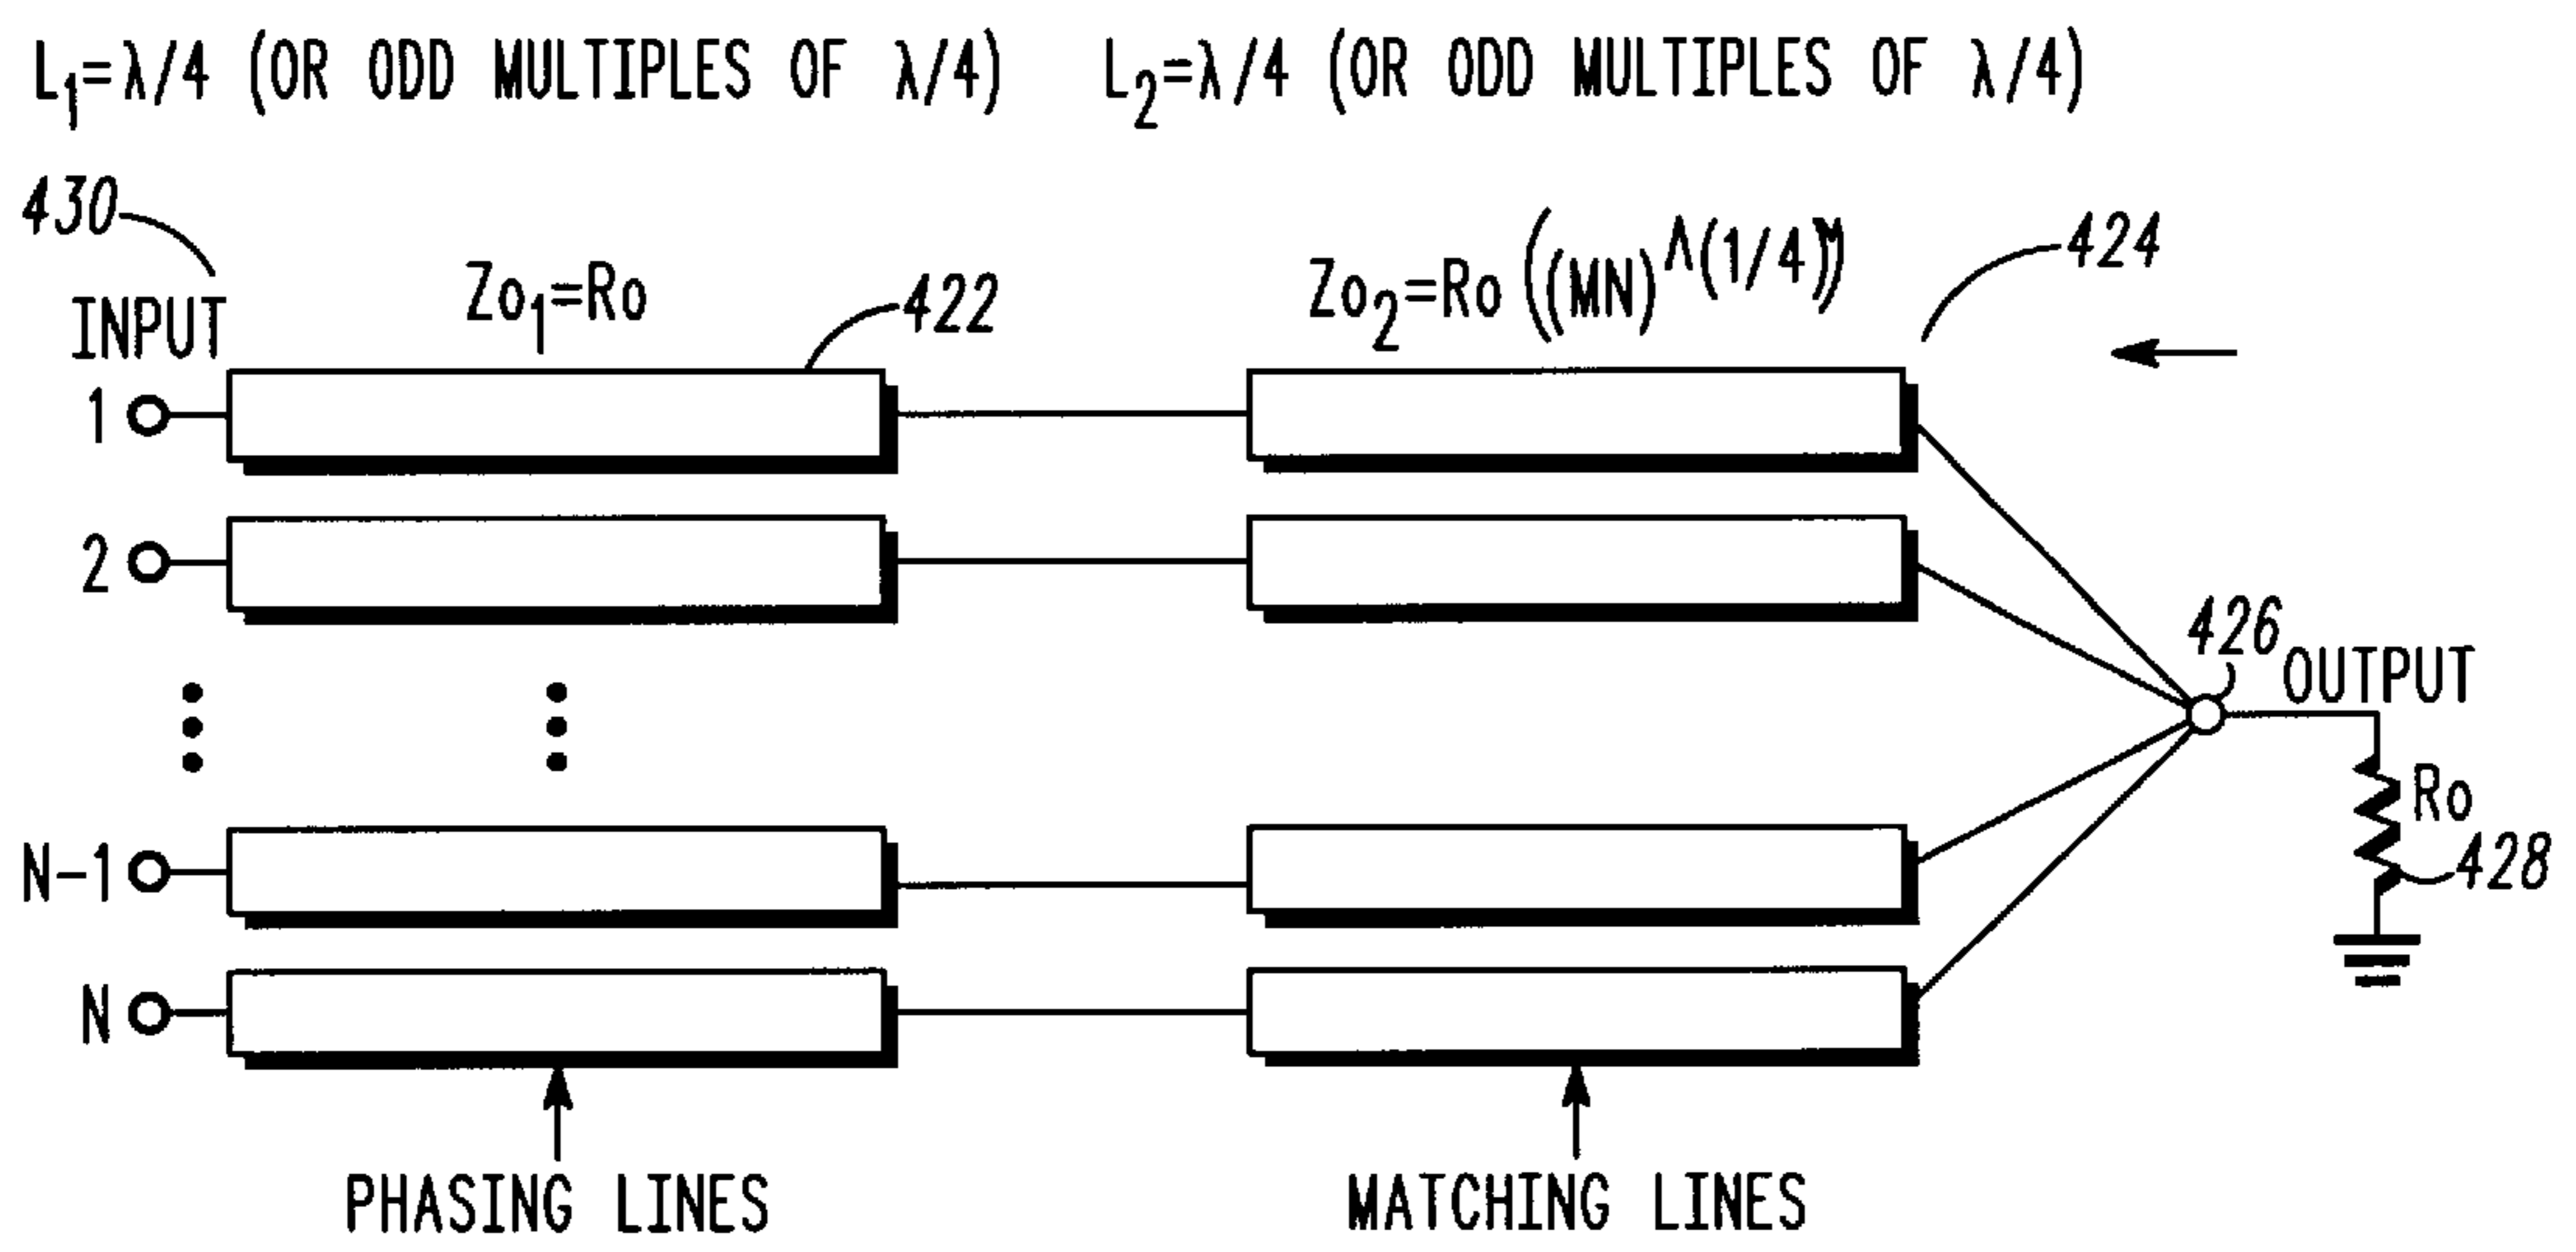 L1=λ/4 (OR ODD MULTIPLES OF λ/4) L2=λ/4 (OR ODD MULTIPLES OF λ/4)
430
INPUT
Zo1=Ro
422
Zo2=Ro((MN)^(1/4))
424
1
2
426
OUTPUT
Ro
428
N-1
N
PHASING LINES
MATCHING LINES